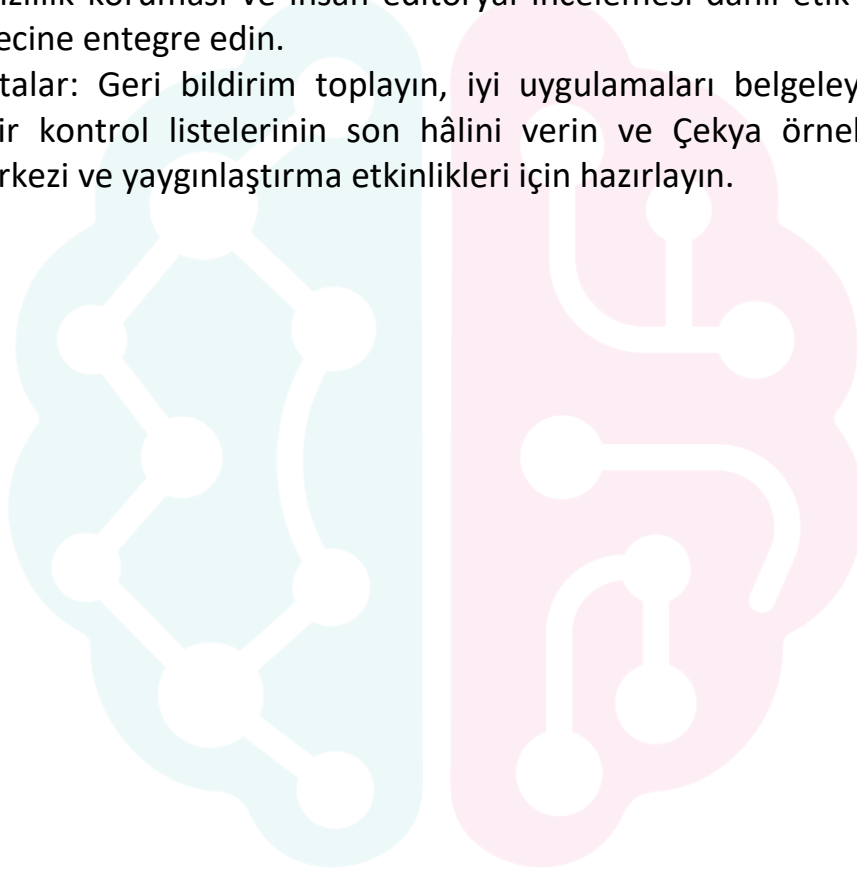 koruması ve insan editoryal incelemesi dahil etik
ecine entegre edin.
talar: Geri bildirim toplayın, iyi uygulamaları belgeley
ir kontrol listelerinin son hâlini verin ve Çekya örnel
rkezi ve yaygınlaştırma etkinlikleri için hazırlayın.